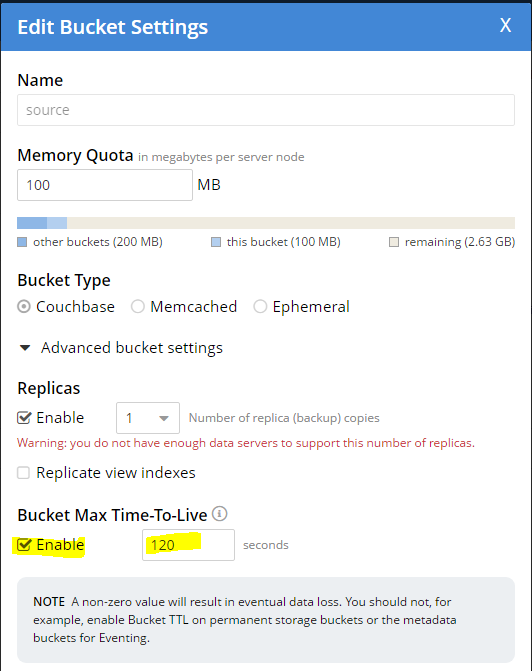 Edit Bucket Settings X
Name
source
Memory Quota in megabytes per server node
100 MB
other buckets (200 MB) this bucket (100 MB) remaining (2.63 GB)
Bucket Type
Couchbase Memcached Ephemeral
Advanced bucket settings
Replicas
Enable 1 Number of replica (backup) copies
Warning: you do not have enough data servers to support this number of replicas.
Replicate view indexes
Bucket Max Time-To-Live
Enable 120 seconds
NOTE A non-zero value will result in eventual data loss. You should not, for
example, enable Bucket TTL on permanent storage buckets or the metadata
buckets for Eventing.